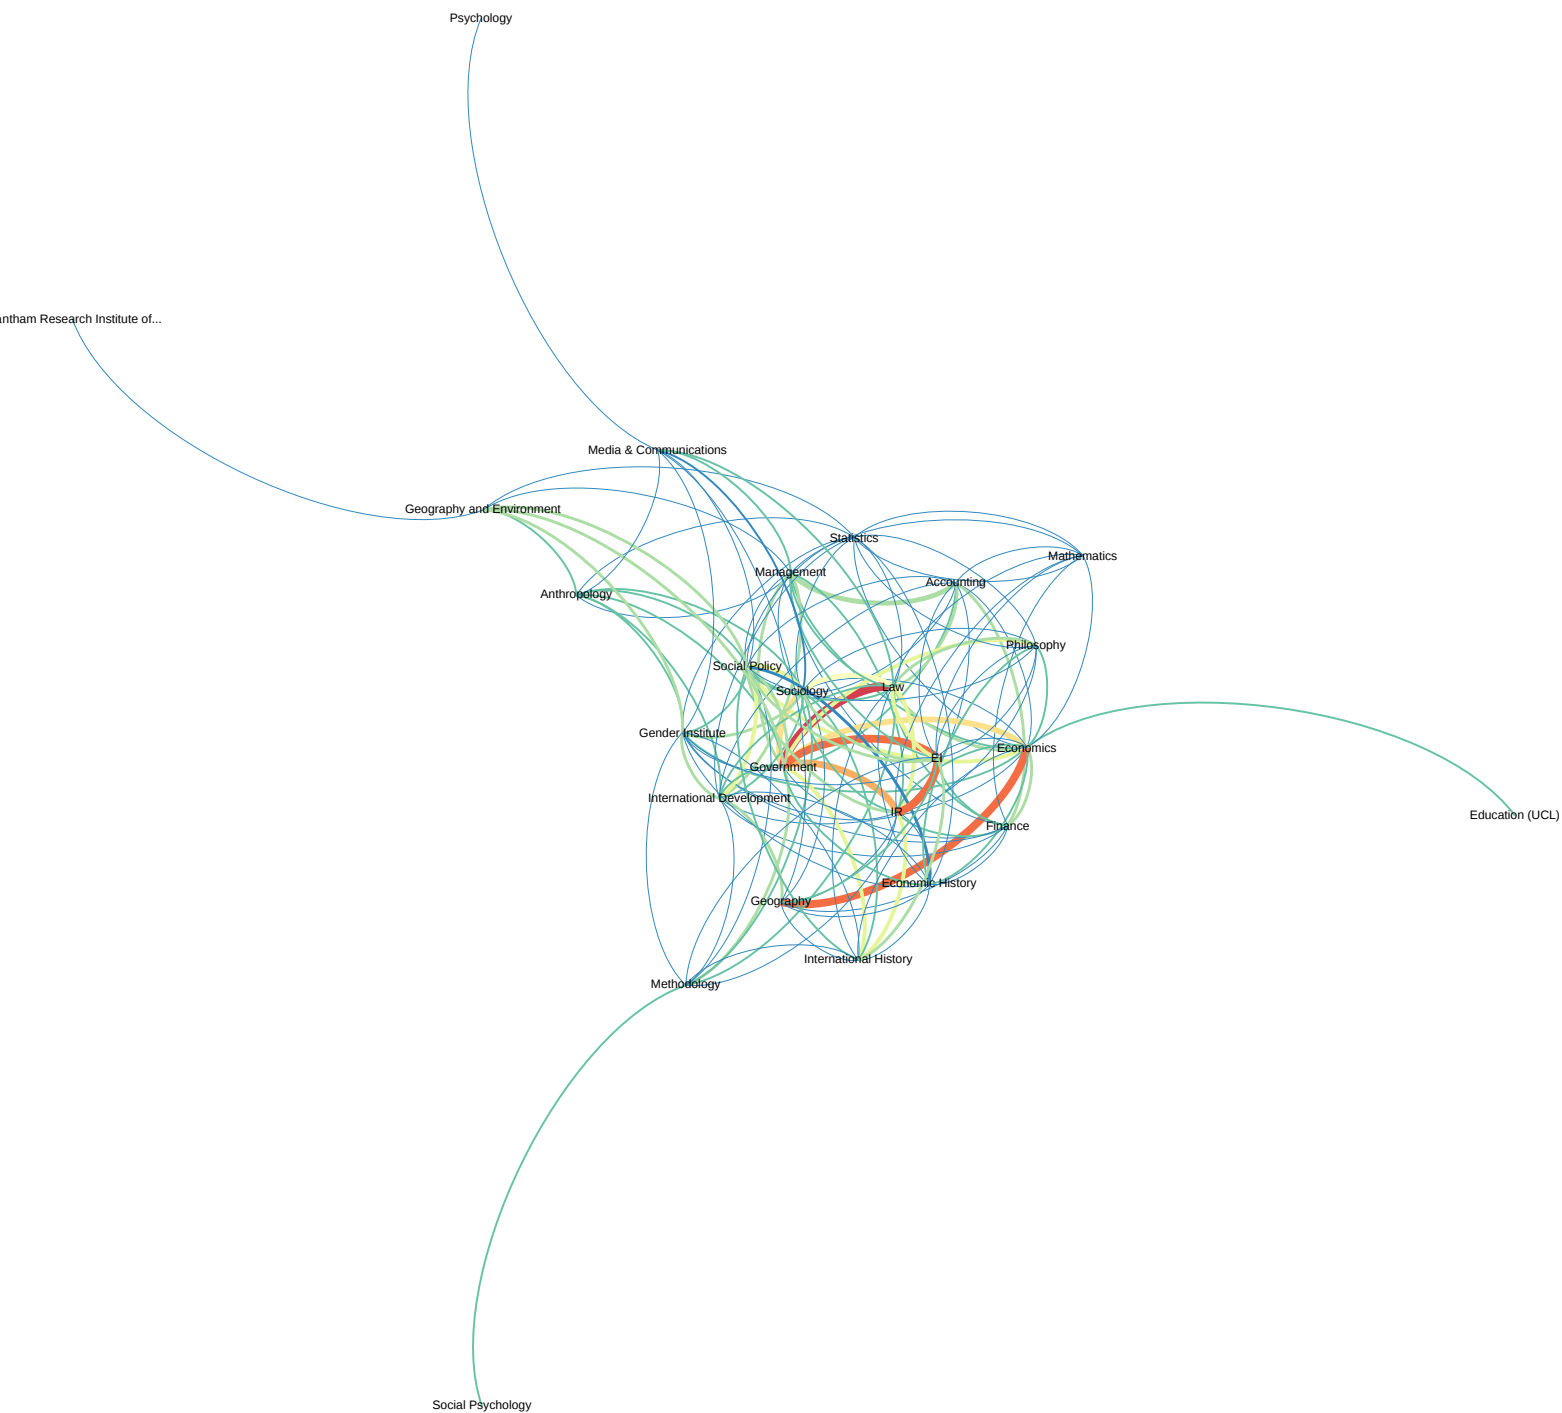 Psychology
antham Research Institute of...
Media & Communications
Geography and Environment
Statistics
Mathematics
Management
Accounting
Anthropology
Philosophy
Social Policy
Sociology
Law
Gender Institute
Economics
Government
EI
International Development
IR
Finance
Education (UCL)
Economic History
Geography
International History
Methodology
Social Psychology